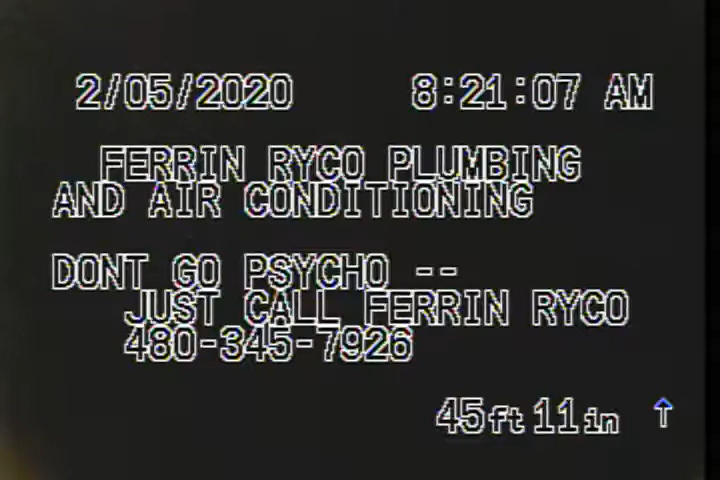 2/05/2020 8:21:07 AM
FERRIN RYCO PLUMBING
AND AIR CONDITIONING
DONT GO PSYCHO --
JUST CALL FERRIN RYCO
480-345-7926
45ft 11in ↑